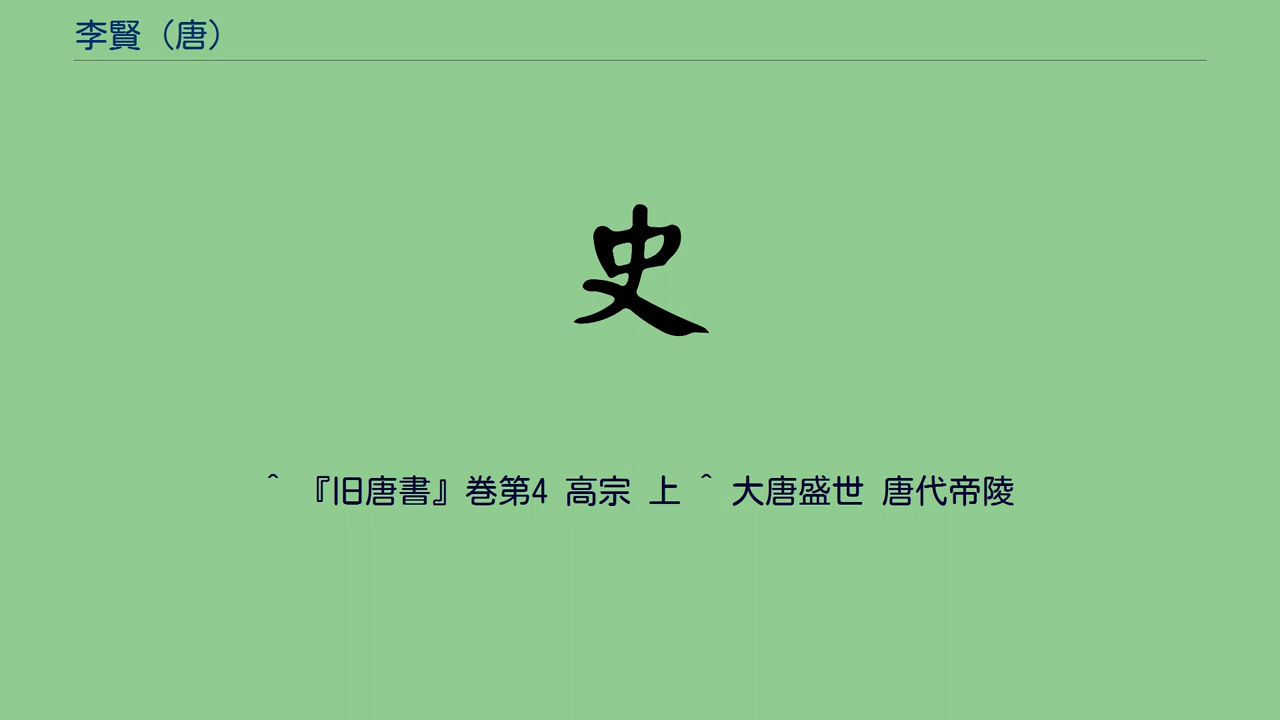 李賢（唐）
史
^ 『旧唐書』巻第4 高宗 上 ^ 大唐盛世 唐代帝陵